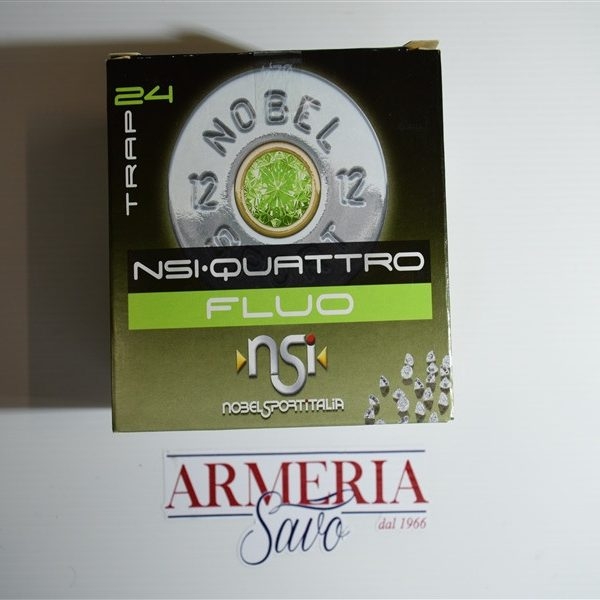 TRAP 24
NOBEL
12 12
NSI·QUATTRO
FLUO
nsi
NOBELSPORTITALIA
ARMERIA
Savo
dal 1966